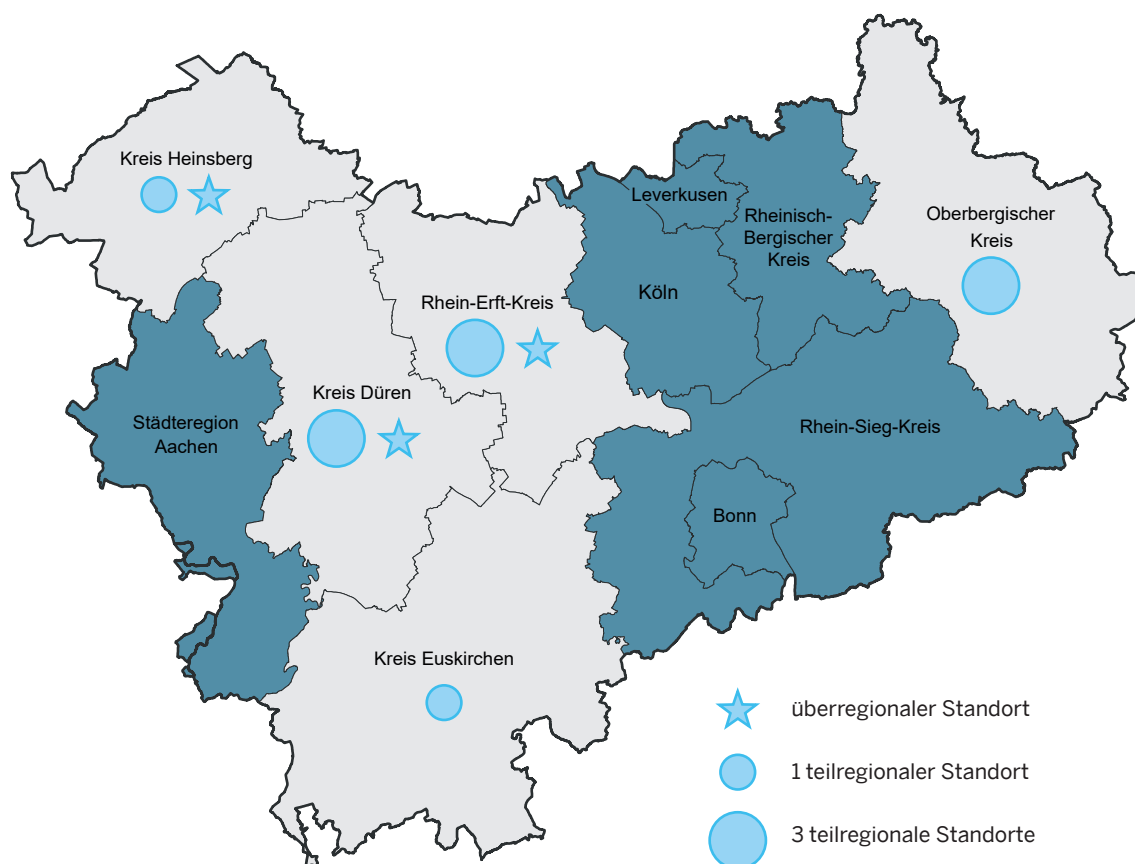 Kreis Heinsberg
Leverkusen
Rheinisch-
Bergischer
Kreis
Oberbergischer
Kreis
Köln
Rhein-Erft-Kreis
Kreis Düren
Städteregion
Aachen
Rhein-Sieg-Kreis
Bonn
Kreis Euskirchen
überregionaler Standort
1 teilregionaler Standort
3 teilregionale Standorte